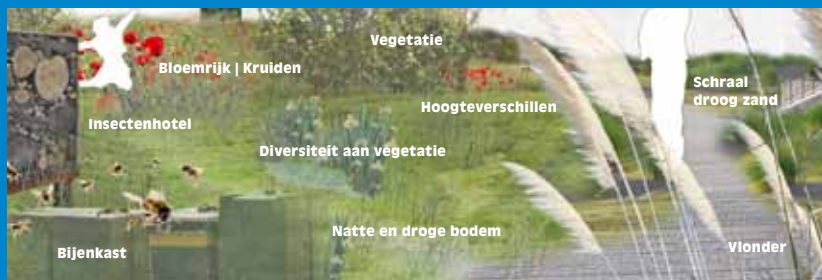 Vegetatie
Bloemrijk | Kruiden
Schraal
droog zand
Hoogteverschillen
Insectenhotel
Diversiteit aan vegetatie
Natte en droge bodem
Vlonder
Bijenkast